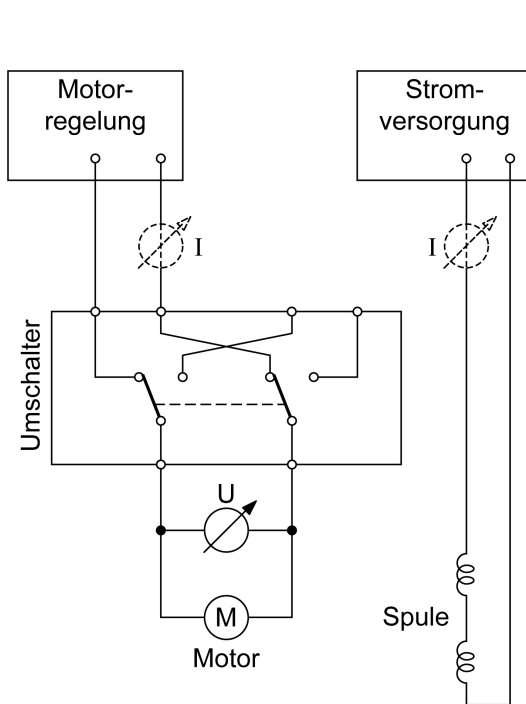 Motor-
regelung
Strom-
versorgung
I
I
Umschalter
U
M
Motor
Spule